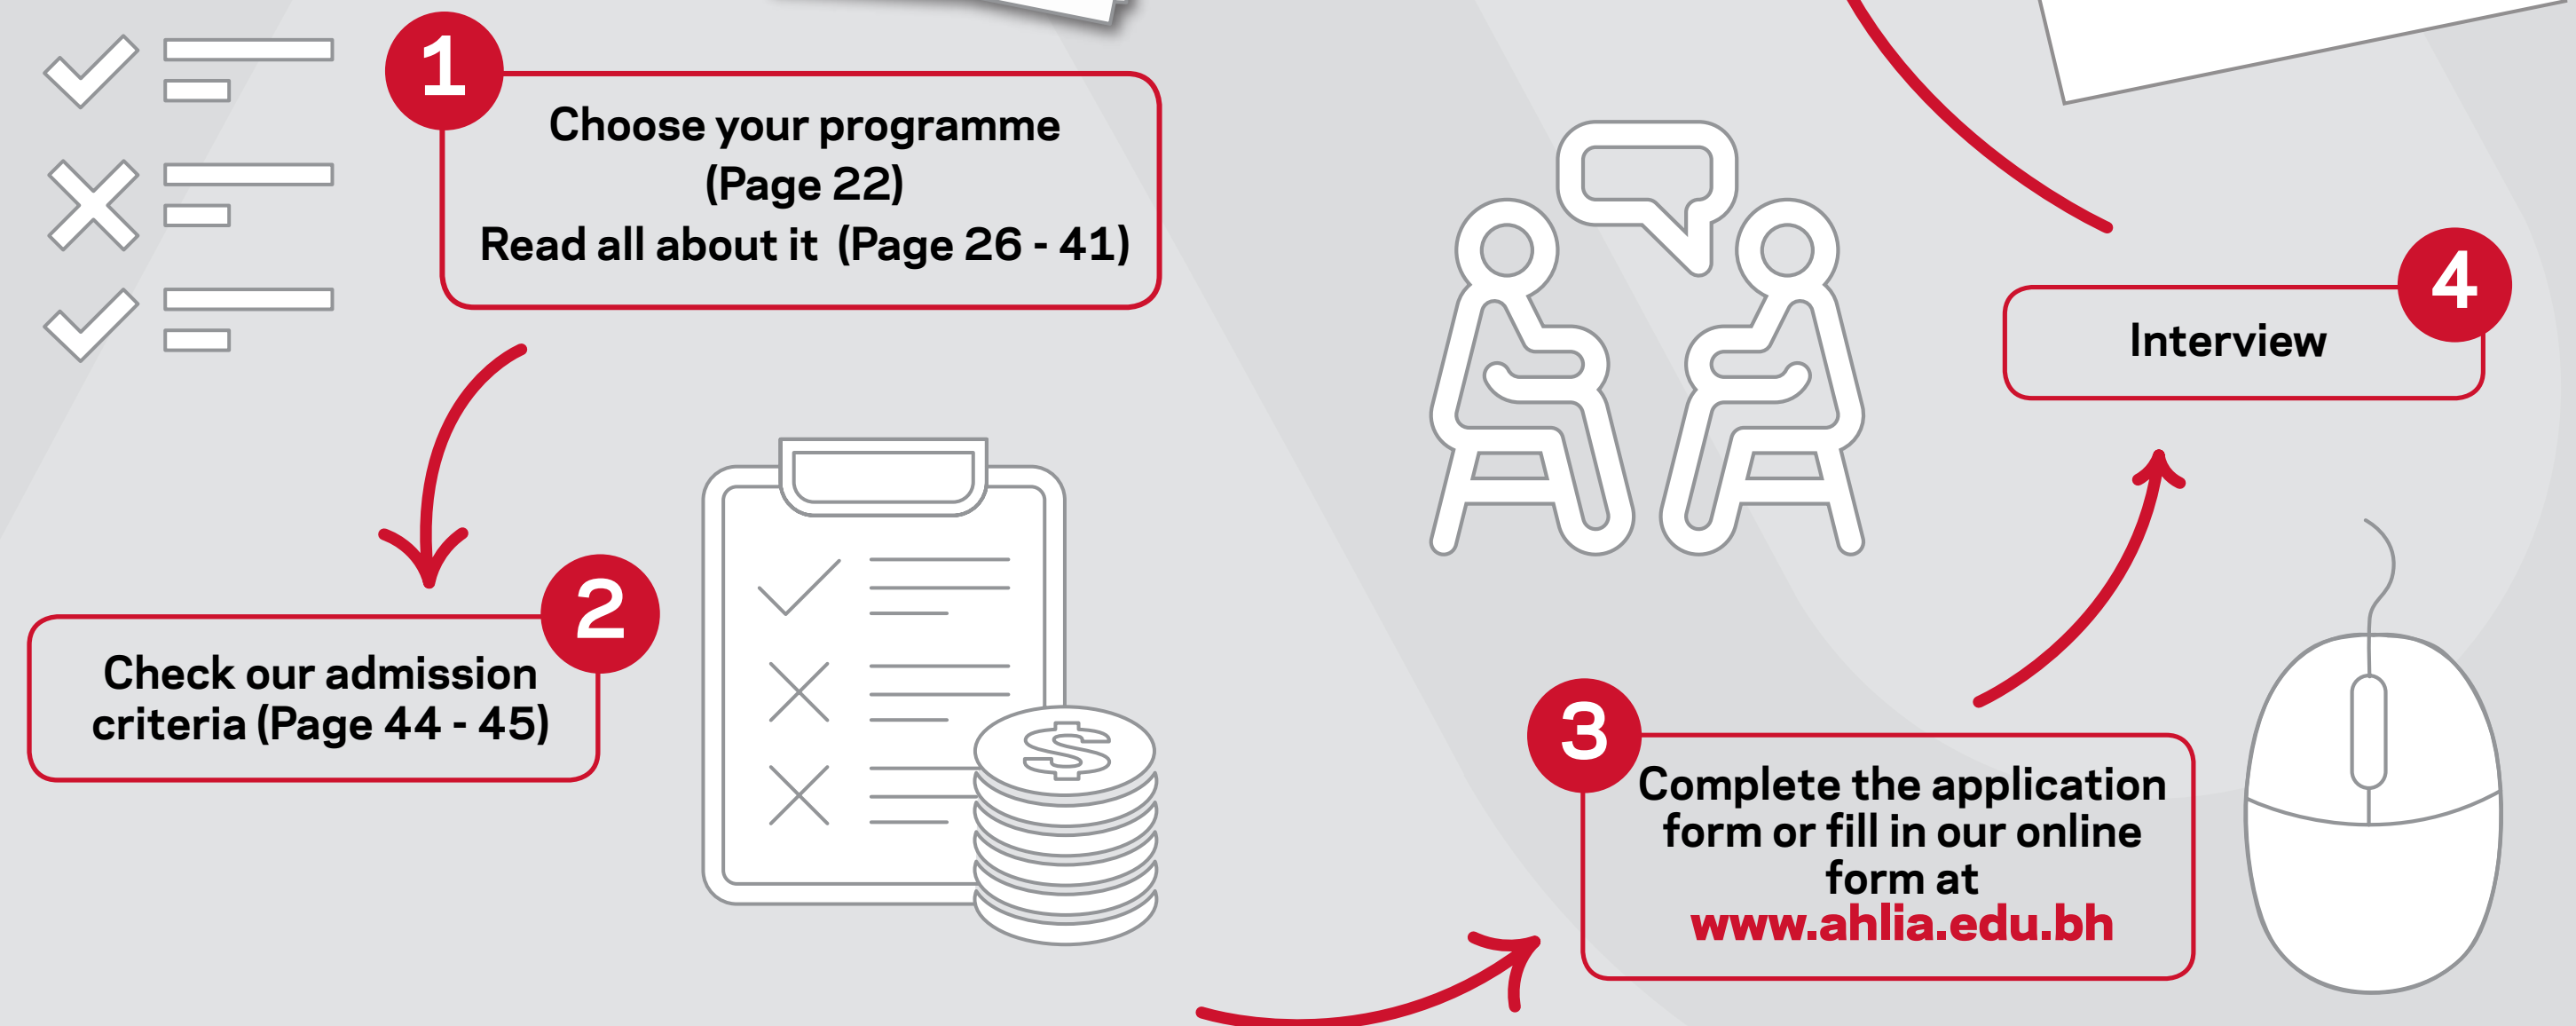 1
Choose your programme
(Page 22)
Read all about it (Page 26 - 41)
2
Check our admission
criteria (Page 44 - 45)
$
3
Complete the application
form or fill in our online
form at
www.ahlia.edu.bh
4
Interview